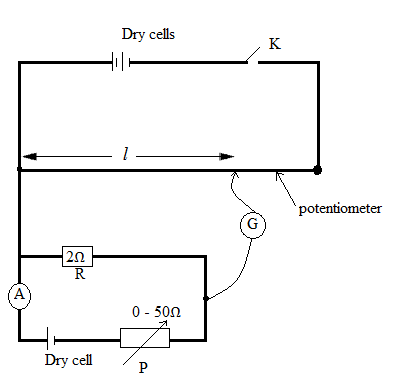 Dry cells
K
l
potentiometer
G
2Ω
R
A
0 - 50Ω
Dry cell
P